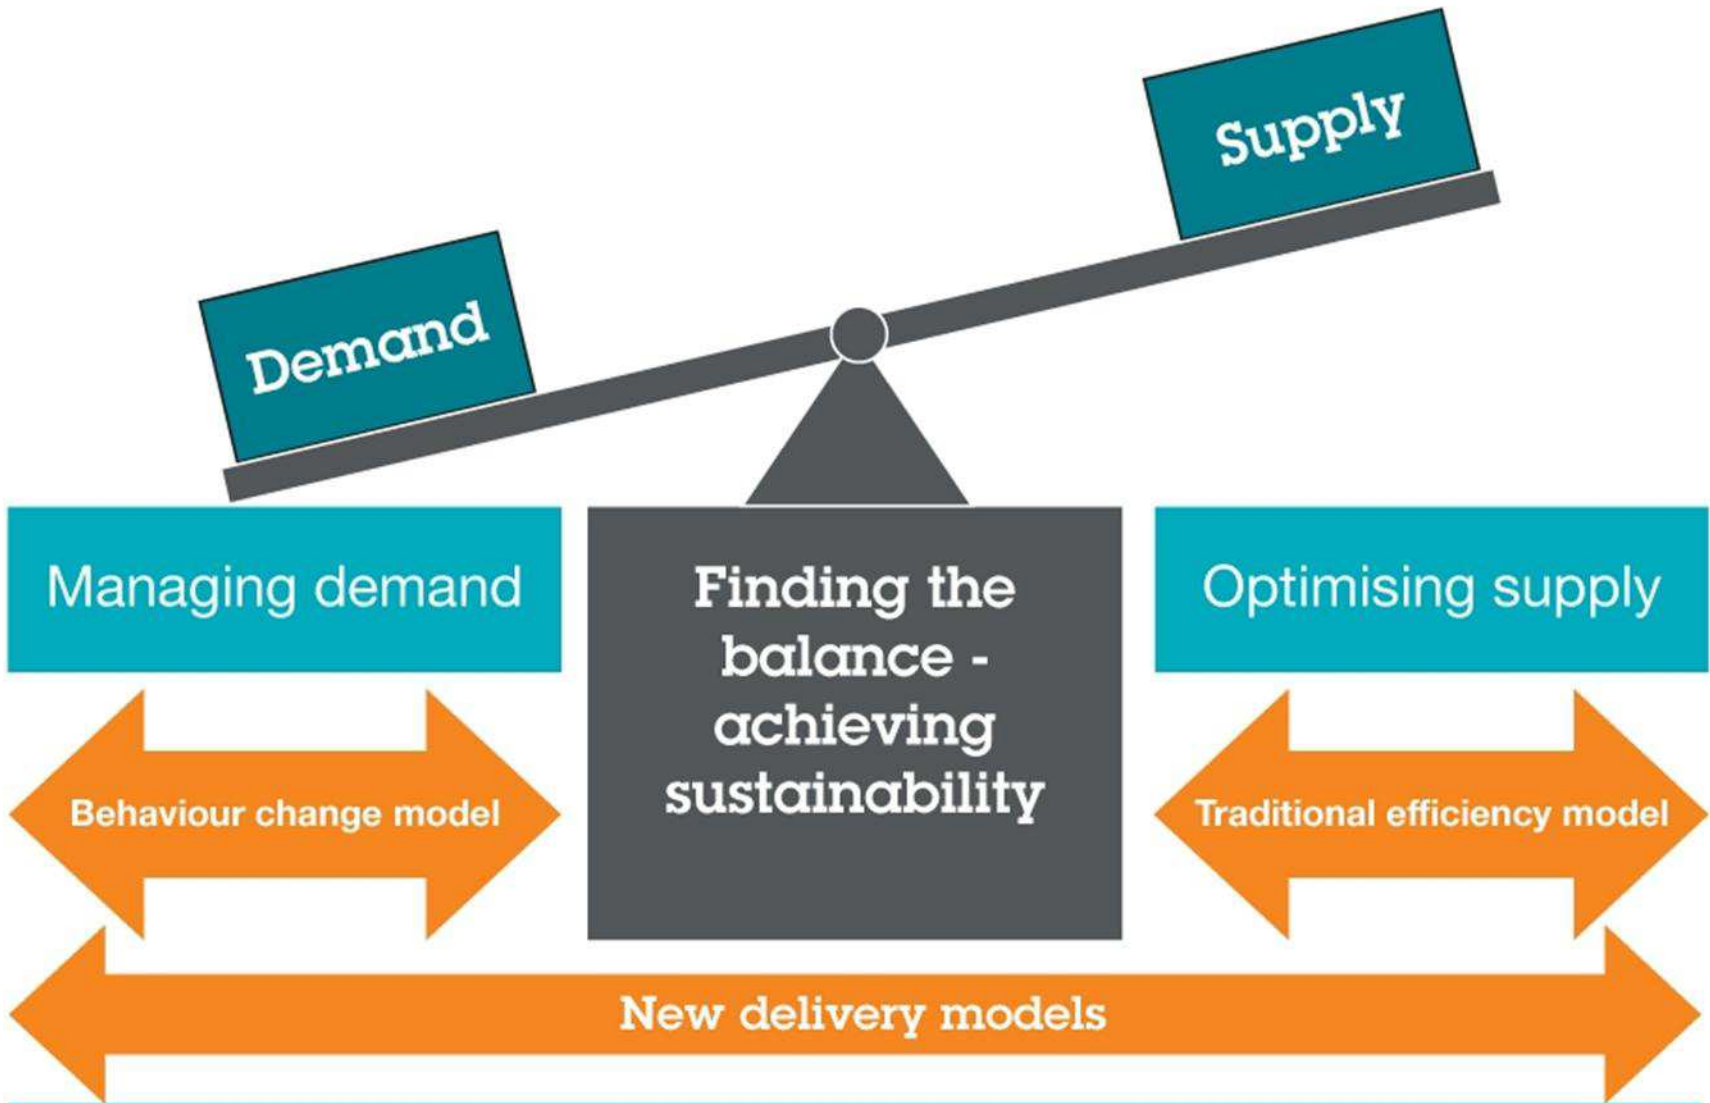 Supply
Demand
Managing demand
Finding the
balance -
achieving
sustainability
Optimising supply
Behaviour change model
Traditional efficiency model
New delivery models